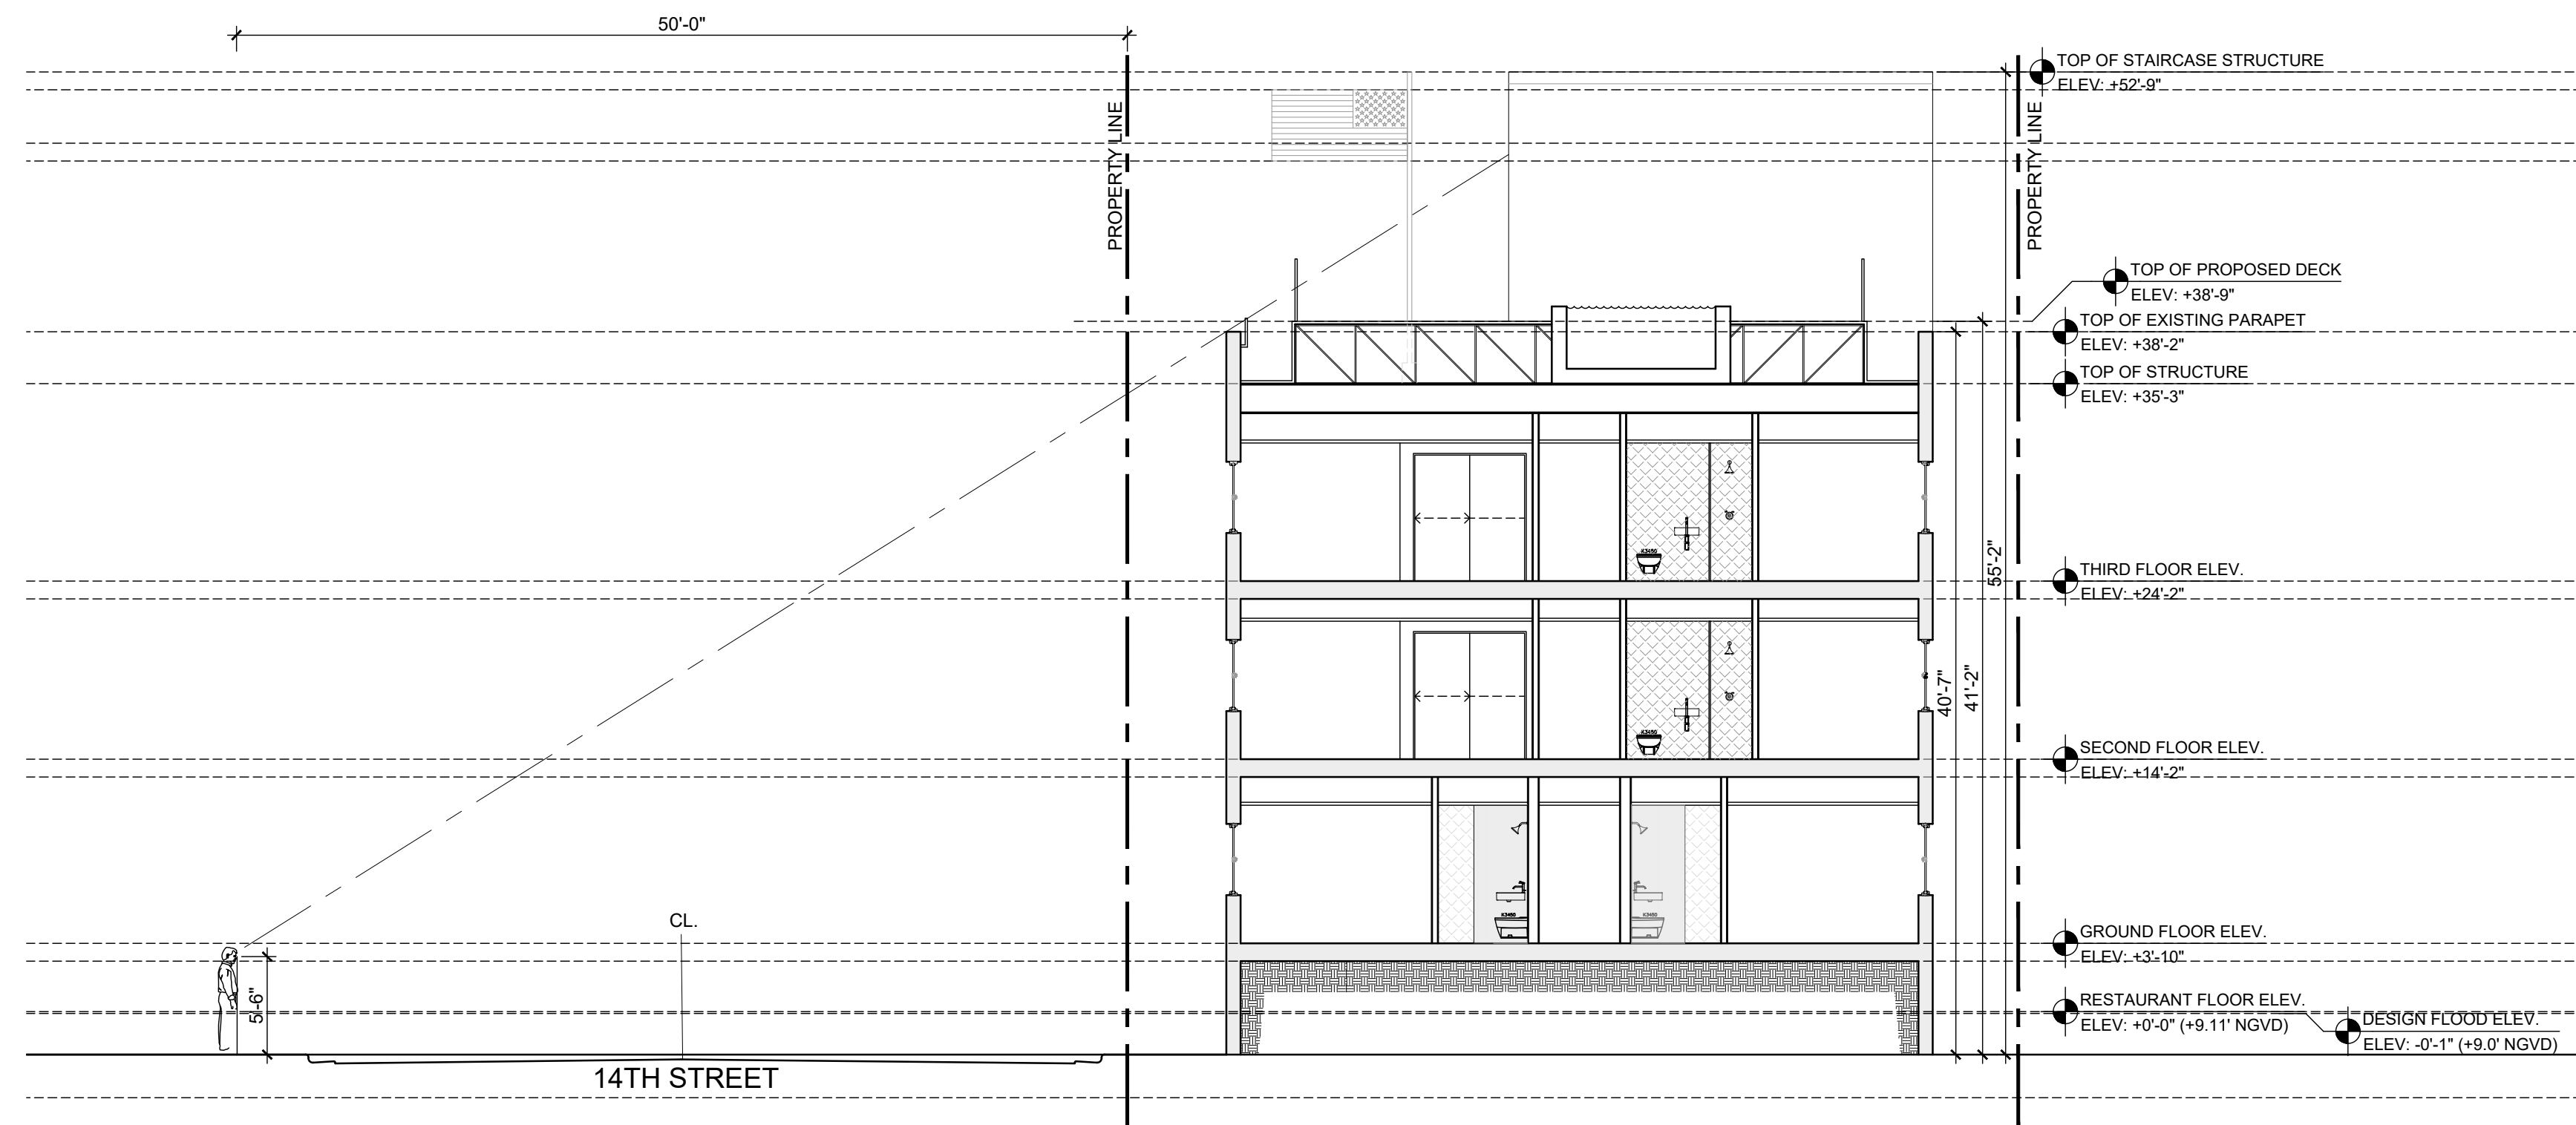 50'-0"
TOP OF STAIRCASE STRUCTURE
ELEV: +52'-9"
PROPERTY LINE
PROPERTY LINE
TOP OF PROPOSED DECK
ELEV: +38'-9"
TOP OF EXISTING PARAPET
ELEV: +38'-2"
TOP OF STRUCTURE
ELEV: +35'-3"
K3460
55'-2"
THIRD FLOOR ELEV.
ELEV: +24'-2"
40'-7"
41'-2"
K3460
SECOND FLOOR ELEV.
ELEV: +14'-2"
CL.
K3460
K3460
GROUND FLOOR ELEV.
ELEV: +3'-10"
5'-6"
RESTAURANT FLOOR ELEV.
ELEV: +0'-0" (+9.11' NGVD)
DESIGN FLOOD ELEV.
ELEV: -0'-1" (+9.0' NGVD)
14TH STREET